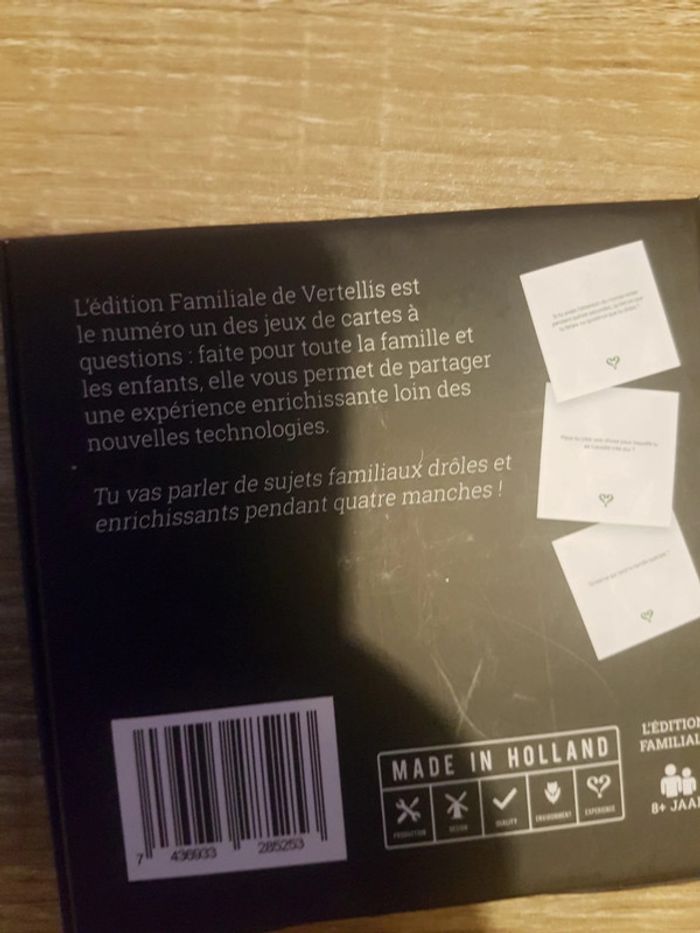 L'édition Familiale de Vertellis est
le numéro un des jeux de cartes à
questions : faite pour toute la famille et
les enfants, elle vous permet de partager
une expérience enrichissante loin des
nouvelles technologies.
Tu vas parler de sujets familiaux drôles et
enrichissants pendant quatre manches !
7 436933 285253
MADE IN HOLLAND
PRODUCTION DESIGN QUALITY ENVIRONMENT EXPERIENCE
L'ÉDITION
FAMILIAL
8+ JAA